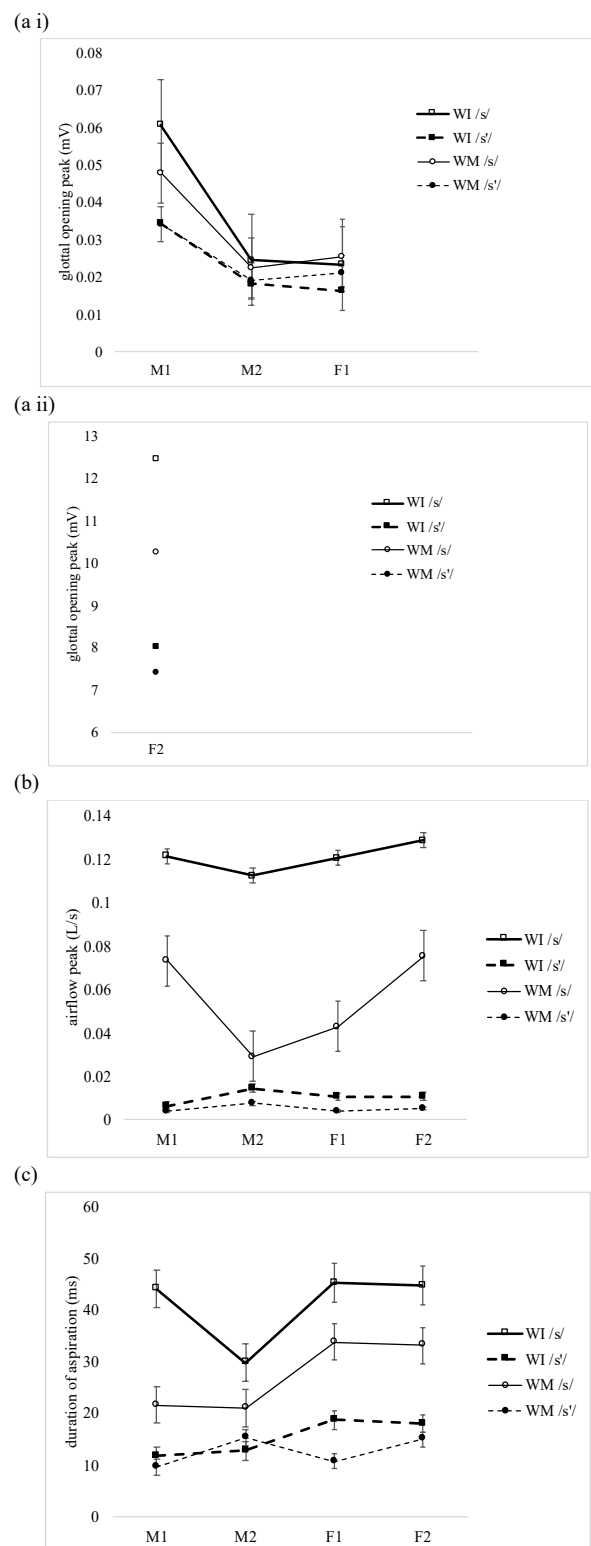 (a i)
0.08
0.07
0.06
0.05
0.04
0.03
0.02
0.01
0
glottal opening peak (mV)
M1 M2 F1
WI /s/
WI /s'/
WM /s/
WM /s'/
(a ii)
13
12
11
10
9
8
7
6
glottal opening peak (mV)
F2
WI /s/
WI /s'/
WM /s/
WM /s'/
(b)
0.14
0.12
0.1
0.08
0.06
0.04
0.02
0
airflow peak (L/s)
M1 M2 F1 F2
WI /s/
WI /s'/
WM /s/
WM /s'/
(c)
60
50
40
30
20
10
0
duration of aspiration (ms)
M1 M2 F1 F2
WI /s/
WI /s'/
WM /s/
WM /s'/